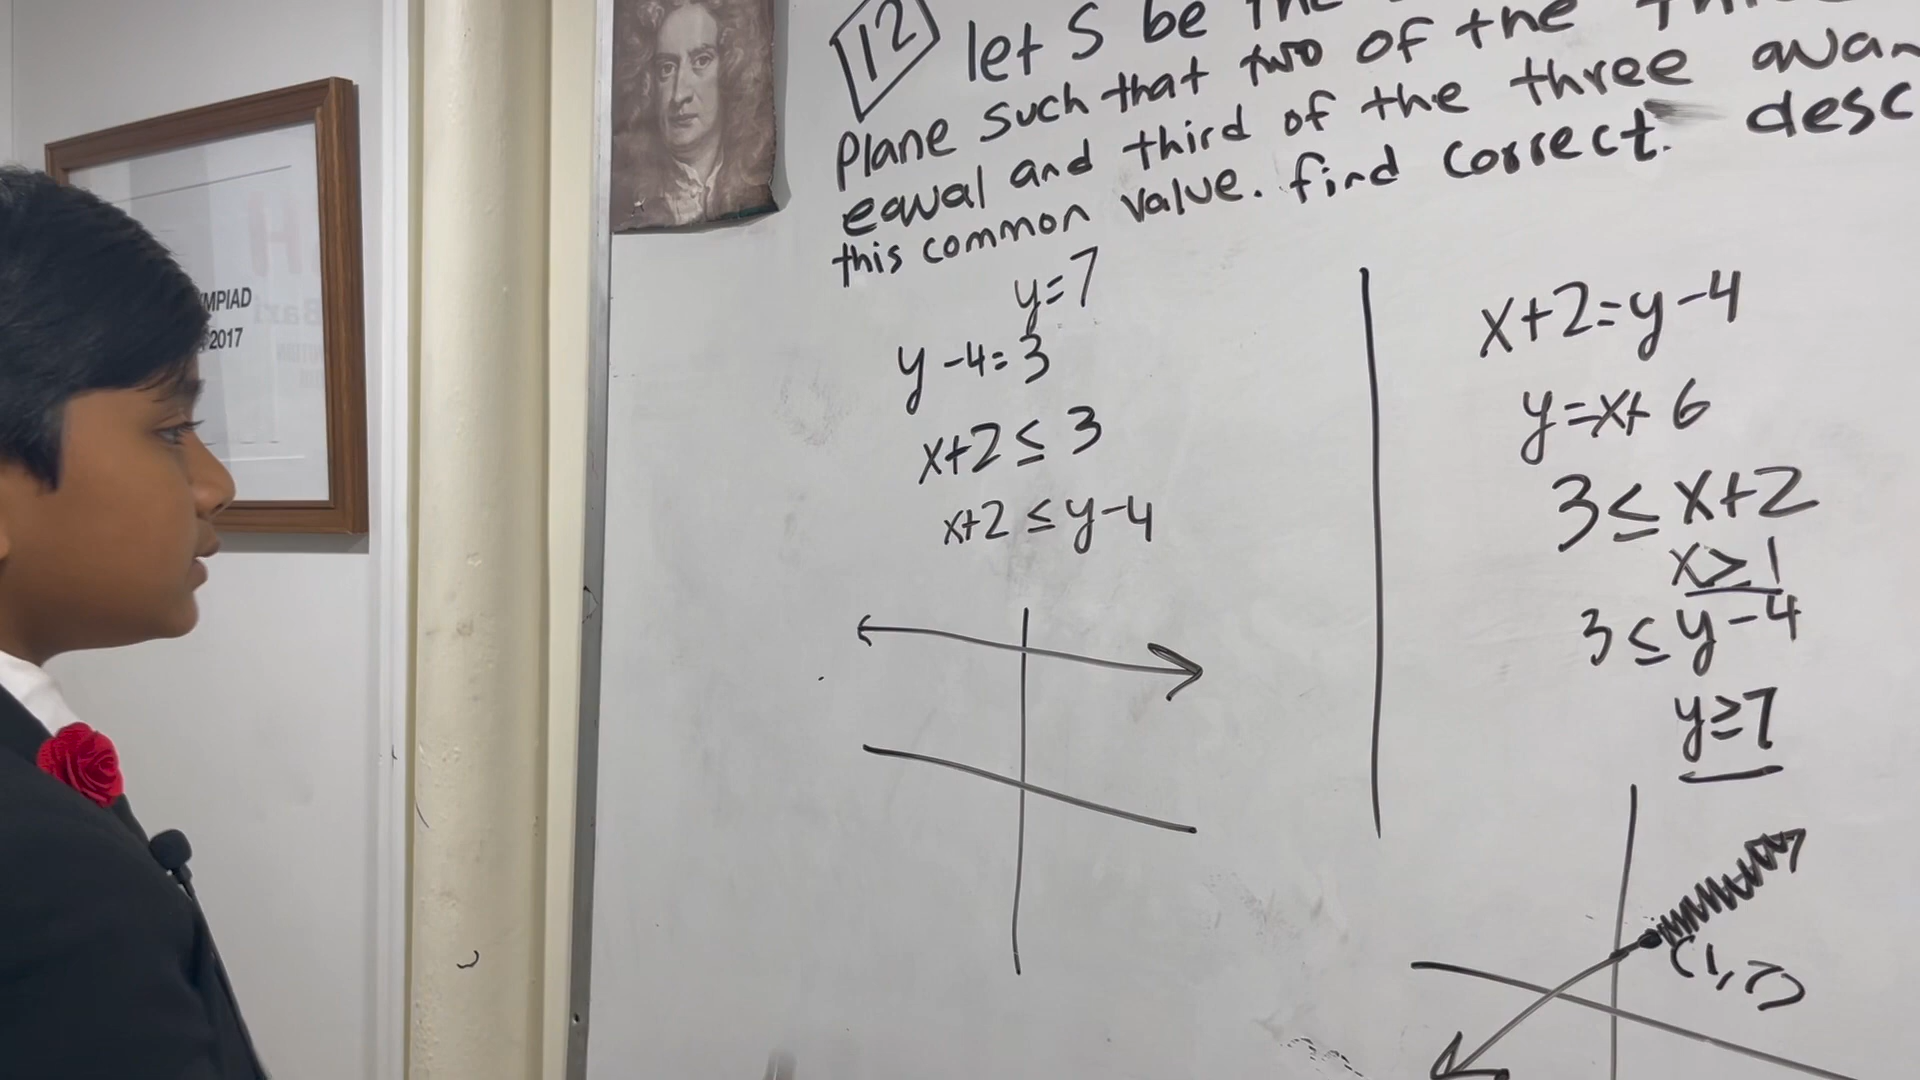 12 let S be the
Plane such that two of the
equal and third of the three
this common value. find correct. desc
y=7
y-4=3
x+2≤3
x+2≤y-4
x+2=y-4
y=x+6
3≤x+2
x≥1
3≤y-4
y≥7
(1,7)
MPIAD
2017